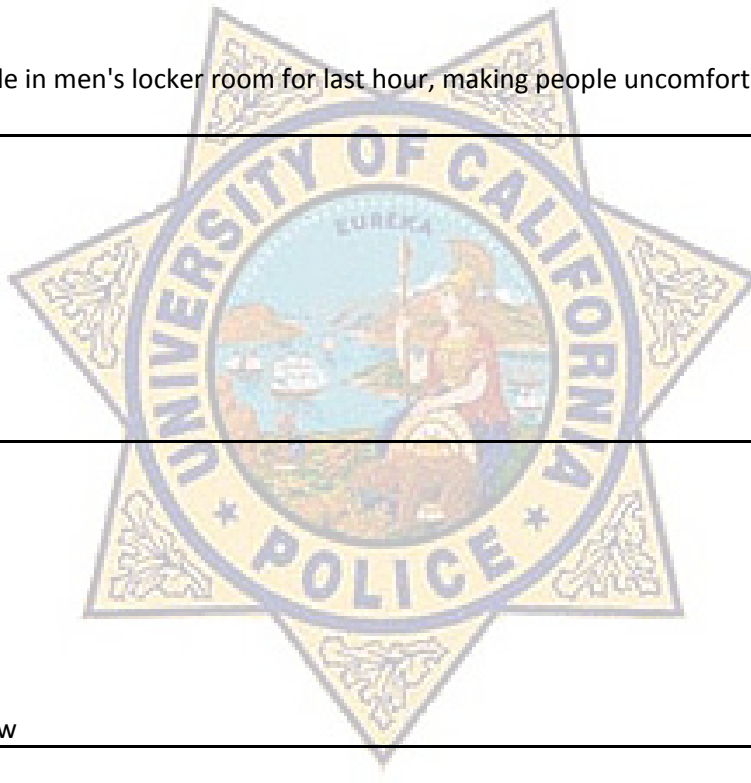 le in men's locker room for last hour, making people uncomfort
UNIVERSITY OF CALIFORNIA
EUREKA
* POLICE *
w